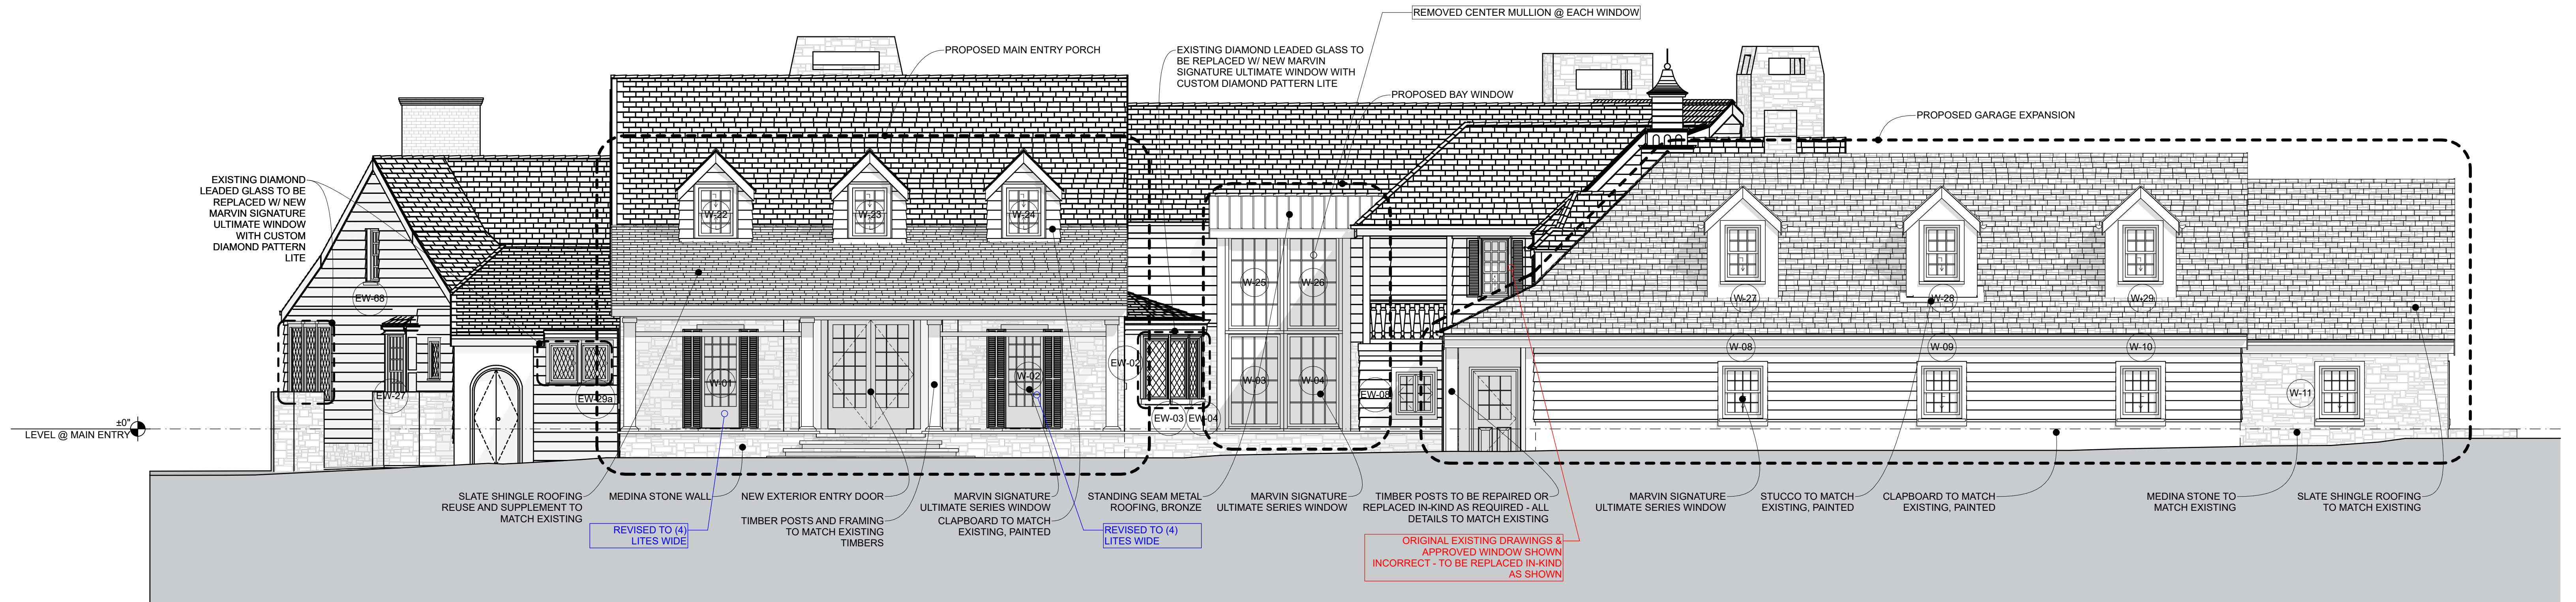 REMOVED CENTER MULLION @ EACH WINDOW
PROPOSED MAIN ENTRY PORCH
EXISTING DIAMOND LEADED GLASS TO
BE REPLACED W/ NEW MARVIN
SIGNATURE ULTIMATE WINDOW WITH
CUSTOM DIAMOND PATTERN LITE
PROPOSED BAY WINDOW
PROPOSED GARAGE EXPANSION
EXISTING DIAMOND
LEADED GLASS TO BE
REPLACED W/ NEW
MARVIN SIGNATURE
ULTIMATE WINDOW
WITH CUSTOM
DIAMOND PATTERN
LITE
W-22
W-23
W-24
W-25
W-26
EW-08
W-27
W-28
W-29
W-08
W-09
W-10
EW-02
W-01
W-02
W-03
W-04
EW-27
EW-29a
EW-08
W-11
EW-03
EW-04
±0"
LEVEL @ MAIN ENTRY
SLATE SHINGLE ROOFING
REUSE AND SUPPLEMENT TO
MATCH EXISTING
MEDINA STONE WALL
NEW EXTERIOR ENTRY DOOR
MARVIN SIGNATURE
ULTIMATE SERIES WINDOW
STANDING SEAM METAL
ROOFING, BRONZE
MARVIN SIGNATURE
ULTIMATE SERIES WINDOW
TIMBER POSTS TO BE REPAIRED OR
REPLACED IN-KIND AS REQUIRED - ALL
DETAILS TO MATCH EXISTING
MARVIN SIGNATURE
ULTIMATE SERIES WINDOW
STUCCO TO MATCH
EXISTING, PAINTED
CLAPBOARD TO MATCH
EXISTING, PAINTED
MEDINA STONE TO
MATCH EXISTING
SLATE SHINGLE ROOFING
TO MATCH EXISTING
REVISED TO (4)
LITES WIDE
TIMBER POSTS AND FRAMING
TO MATCH EXISTING
TIMBERS
CLAPBOARD TO MATCH
EXISTING, PAINTED
REVISED TO (4)
LITES WIDE
ORIGINAL EXISTING DRAWINGS &
APPROVED WINDOW SHOWN
INCORRECT - TO BE REPLACED IN-KIND
AS SHOWN